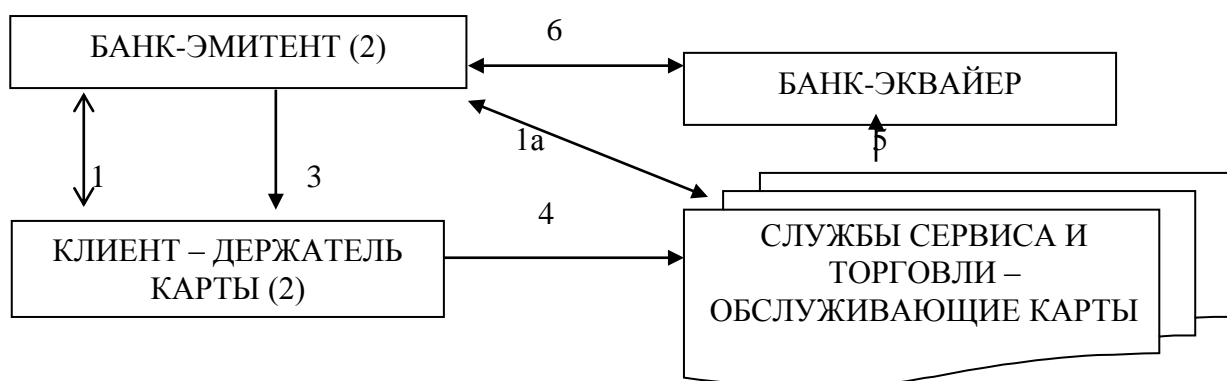 БАНК-ЭМИТЕНТ (2)
6
БАНК-ЭКВАЙЕР
1а
5
1
3
4
КЛИЕНТ – ДЕРЖАТЕЛЬ
КАРТЫ (2)
СЛУЖБЫ СЕРВИСА И
ТОРГОВЛИ –
ОБСЛУЖИВАЮЩИЕ КАРТЫ